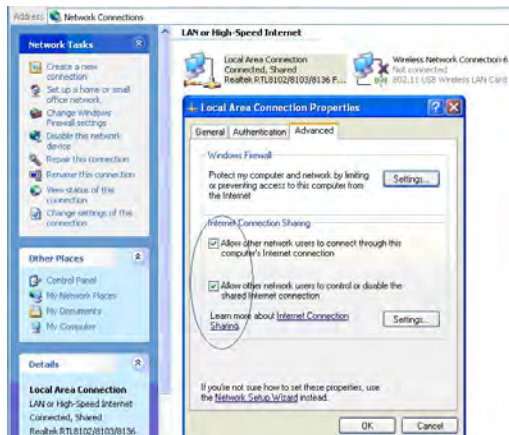 Address Network Connections
LAN or High-Speed Internet
Network Tasks
Create a new
connection
Set up a home or small
office network
Change Windows
Firewall settings
Disable this network
device
Repair this connection
Rename this connection
View status of this
connection
Change settings of this
connection
Other Places
Control Panel
My Network Places
My Documents
My Computer
Details
Local Area Connection
LAN or High-Speed Internet
Connected, Shared
Realtek RTL8102/8103/8136
Local Area Connection
Connected, Shared
Realtek RTL8102/8103/8136 F...
Wireless Network Connection 6
Not connected
802.11 USB Wireless LAN Card
Local Area Connection Properties
General Authentication Advanced
Windows Firewall
Protect my computer and network by limiting
or preventing access to this computer from
the Internet
Settings...
Internet Connection Sharing
Allow other network users to connect through this
computer's Internet connection
Allow other network users to control or disable the
shared Internet connection
Learn more about Internet Connection
Sharing.
Settings...
If you're not sure how to set these properties, use
the Network Setup Wizard instead.
OK Cancel